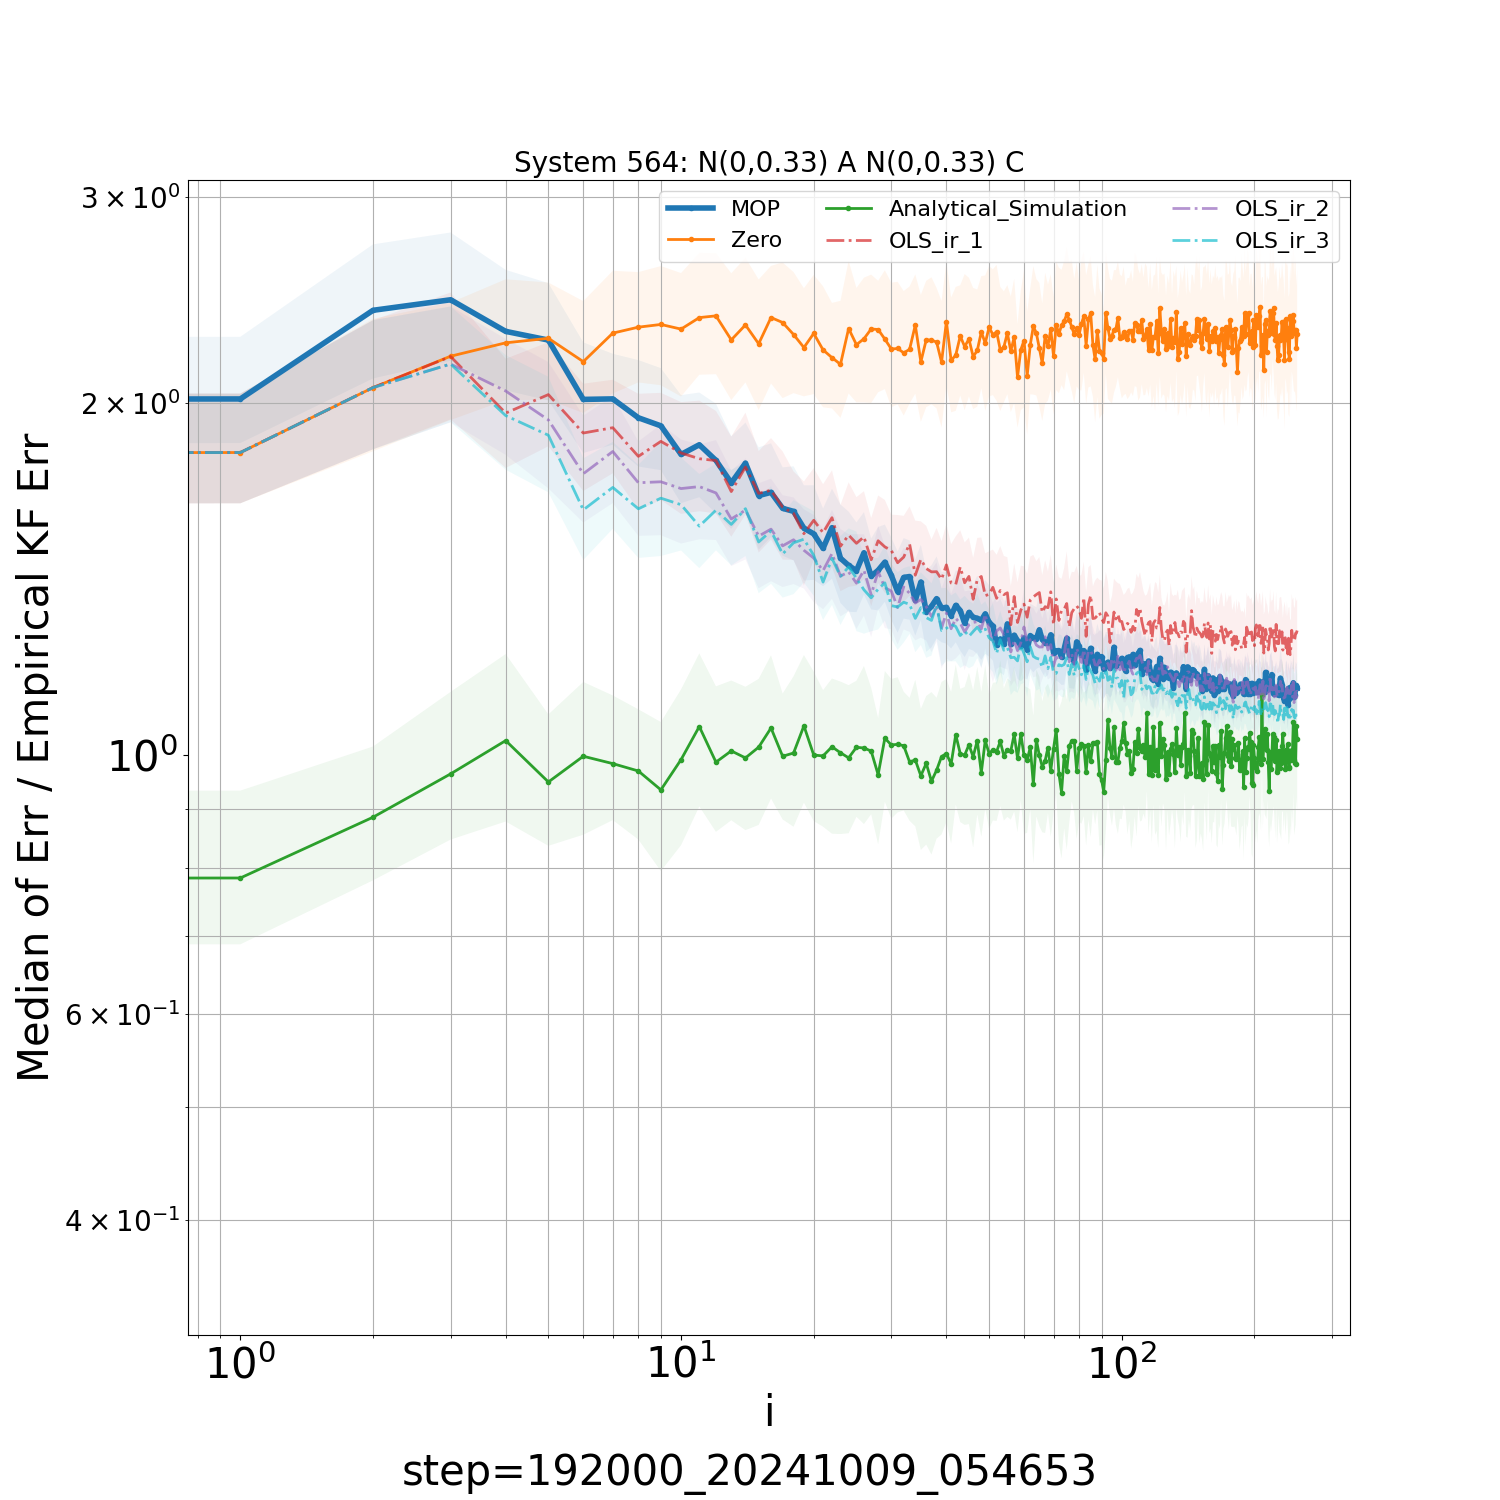 System 564: N(0,0.33) A N(0,0.33) C
MOP
Zero
Analytical_Simulation
OLS_ir_1
OLS_ir_2
OLS_ir_3
Median of Err / Empirical KF Err
3 × 10⁰
2 × 10⁰
10⁰
6 × 10⁻¹
4 × 10⁻¹
10⁰
10¹
10²
i
step=192000_20241009_054653